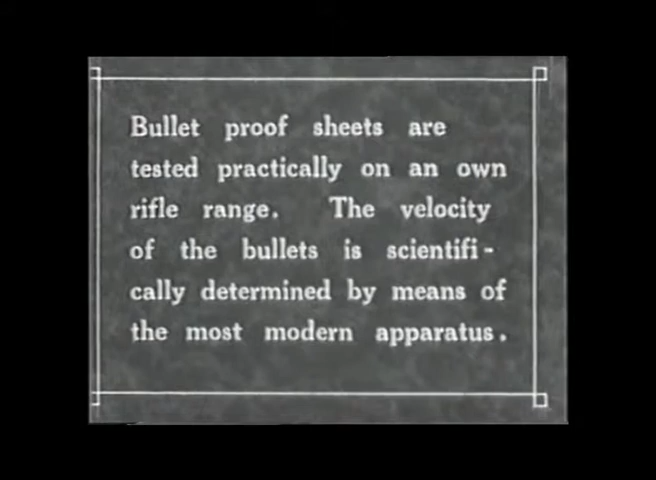 Bullet proof sheets are
tested practically on an own
rifle range. The velocity
of the bullets is scientifi-
cally determined by means of
the most modern apparatus.